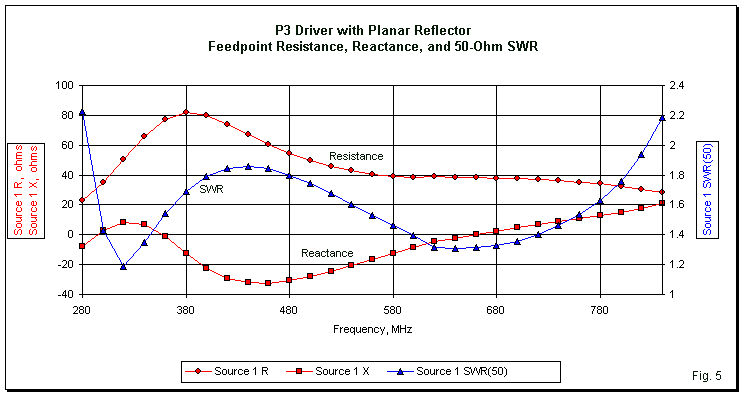 P3 Driver with Planar Reflector
Feedpoint Resistance, Reactance, and 50-Ohm SWR
100
80
60
40
20
0
-20
-40
2.4
2.2
2
1.8
1.6
1.4
1.2
1
280
380
480
580
680
780
Source 1 R, ohms
Source 1 X, ohms
Source 1 SWR(50)
Resistance
SWR
Reactance
Frequency, MHz
Source 1 R
Source 1 X
Source 1 SWR(50)
Fig. 5